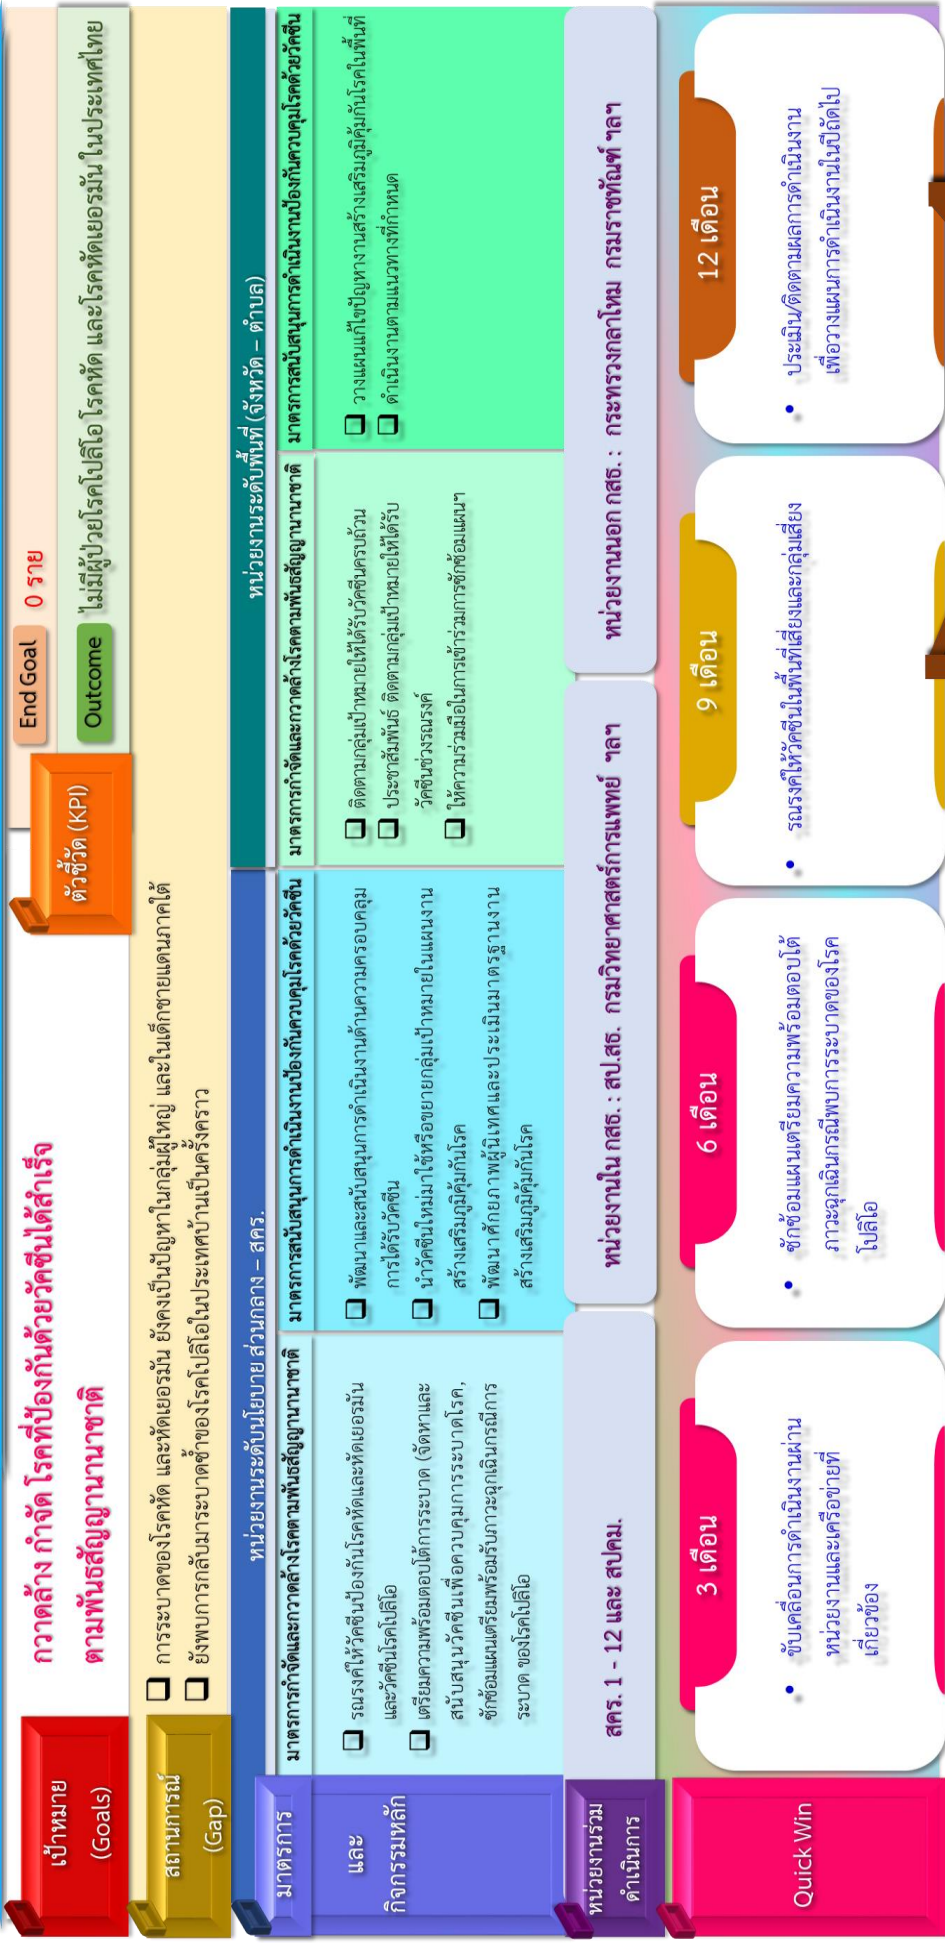 เป้าหมาย
(Goals)
กวาดล้าง กำจัด โรคที่ป้องกันด้วยวัคซีนได้สำเร็จ
ตามพันธสัญญานานาชาติ
ตัวชี้วัด (KPI)
End Goal
0 ราย
Outcome
ไม่มีผู้ป่วยโรคโปลิโอ โรคหัด และโรคหัดเยอรมัน ในประเทศไทย
สถานการณ์
(Gap)
❑ การระบาดของโรคหัด และหัดเยอรมัน ยังคงเป็นปัญหาในกลุ่มผู้ใหญ่ และในเด็กชายแดนภาคใต้
❑ ยังพบการกลับมาระบาดซ้ำของโรคโปลิโอในประเทศบ้านเป็นครั้งคราว
มาตรการ
และ
กิจกรรมหลัก
หน่วยงานระดับนโยบาย ส่วนกลาง – สคร.
มาตรการกำจัดและกวาดล้างโรคตามพันธสัญญานานาชาติ
❑ รณรงค์ให้วัคซีนป้องกันโรคหัดและหัดเยอรมัน
และวัคซีนโรคโปลิโอ
❑ เตรียมความพร้อมตอบโต้การระบาด (จัดหาและ
สนับสนุนวัคซีนเพื่อควบคุมการระบาดโรค,
ซักซ้อมแผนเตรียมพร้อมรับภาวะฉุกเฉินกรณีการ
ระบาด ของโรคโปลิโอ
มาตรการสนับสนุนการดำเนินงานป้องกันควบคุมโรคด้วยวัคซีน
❑ พัฒนาและสนับสนุนการดำเนินงานด้านความครอบคลุม
การได้รับวัคซีน
❑ นำวัคซีนใหม่มาใช้หรือขยายกลุ่มเป้าหมายในแผนงาน
สร้างเสริมภูมิคุ้มกันโรค
❑ พัฒนาศักยภาพผู้นิเทศและประเมินมาตรฐานงาน
สร้างเสริมภูมิคุ้มกันโรค
หน่วยงานระดับพื้นที่ (จังหวัด – ตำบล)
มาตรการกำจัดและกวาดล้างโรคตามพันธสัญญานานาชาติ
❑ ติดตามกลุ่มเป้าหมายให้ได้รับวัคซีนครบถ้วน
❑ ประชาสัมพันธ์ ติดตามกลุ่มเป้าหมายให้ได้รับ
วัคซีนช่วงรณรงค์
❑ ให้ความร่วมมือในการเข้าร่วมการซักซ้อมแผนฯ
มาตรการสนับสนุนการดำเนินงานป้องกันควบคุมโรคด้วยวัคซีน
❑ วางแผนแก้ไขปัญหางานสร้างเสริมภูมิคุ้มกันโรคในพื้นที่
❑ ดำเนินงานตามแนวทางที่กำหนด
หน่วยงานร่วม
ดำเนินการ
สคร. 1 - 12 และ สปคม.
หน่วยงานใน กสธ. : สป.สธ. กรมวิทยาศาสตร์การแพทย์ ฯลฯ
หน่วยงานนอก กสธ. : กระทรวงกลาโหม กรมราชทัณฑ์ ฯลฯ
Quick Win
3 เดือน
• ขับเคลื่อนการดำเนินงานผ่าน
หน่วยงานและเครือข่ายที่
เกี่ยวข้อง
6 เดือน
• ซักซ้อมแผนเตรียมความพร้อมตอบโต้
ภาวะฉุกเฉินกรณีพบการระบาดของโรค
โปลิโอ
9 เดือน
• รณรงค์ให้วัคซีนในพื้นที่เสี่ยงและกลุ่มเสี่ยง
12 เดือน
• ประเมิน/ติดตามผลการดำเนินงาน
เพื่อวางแผนการดำเนินงานในปีถัดไป